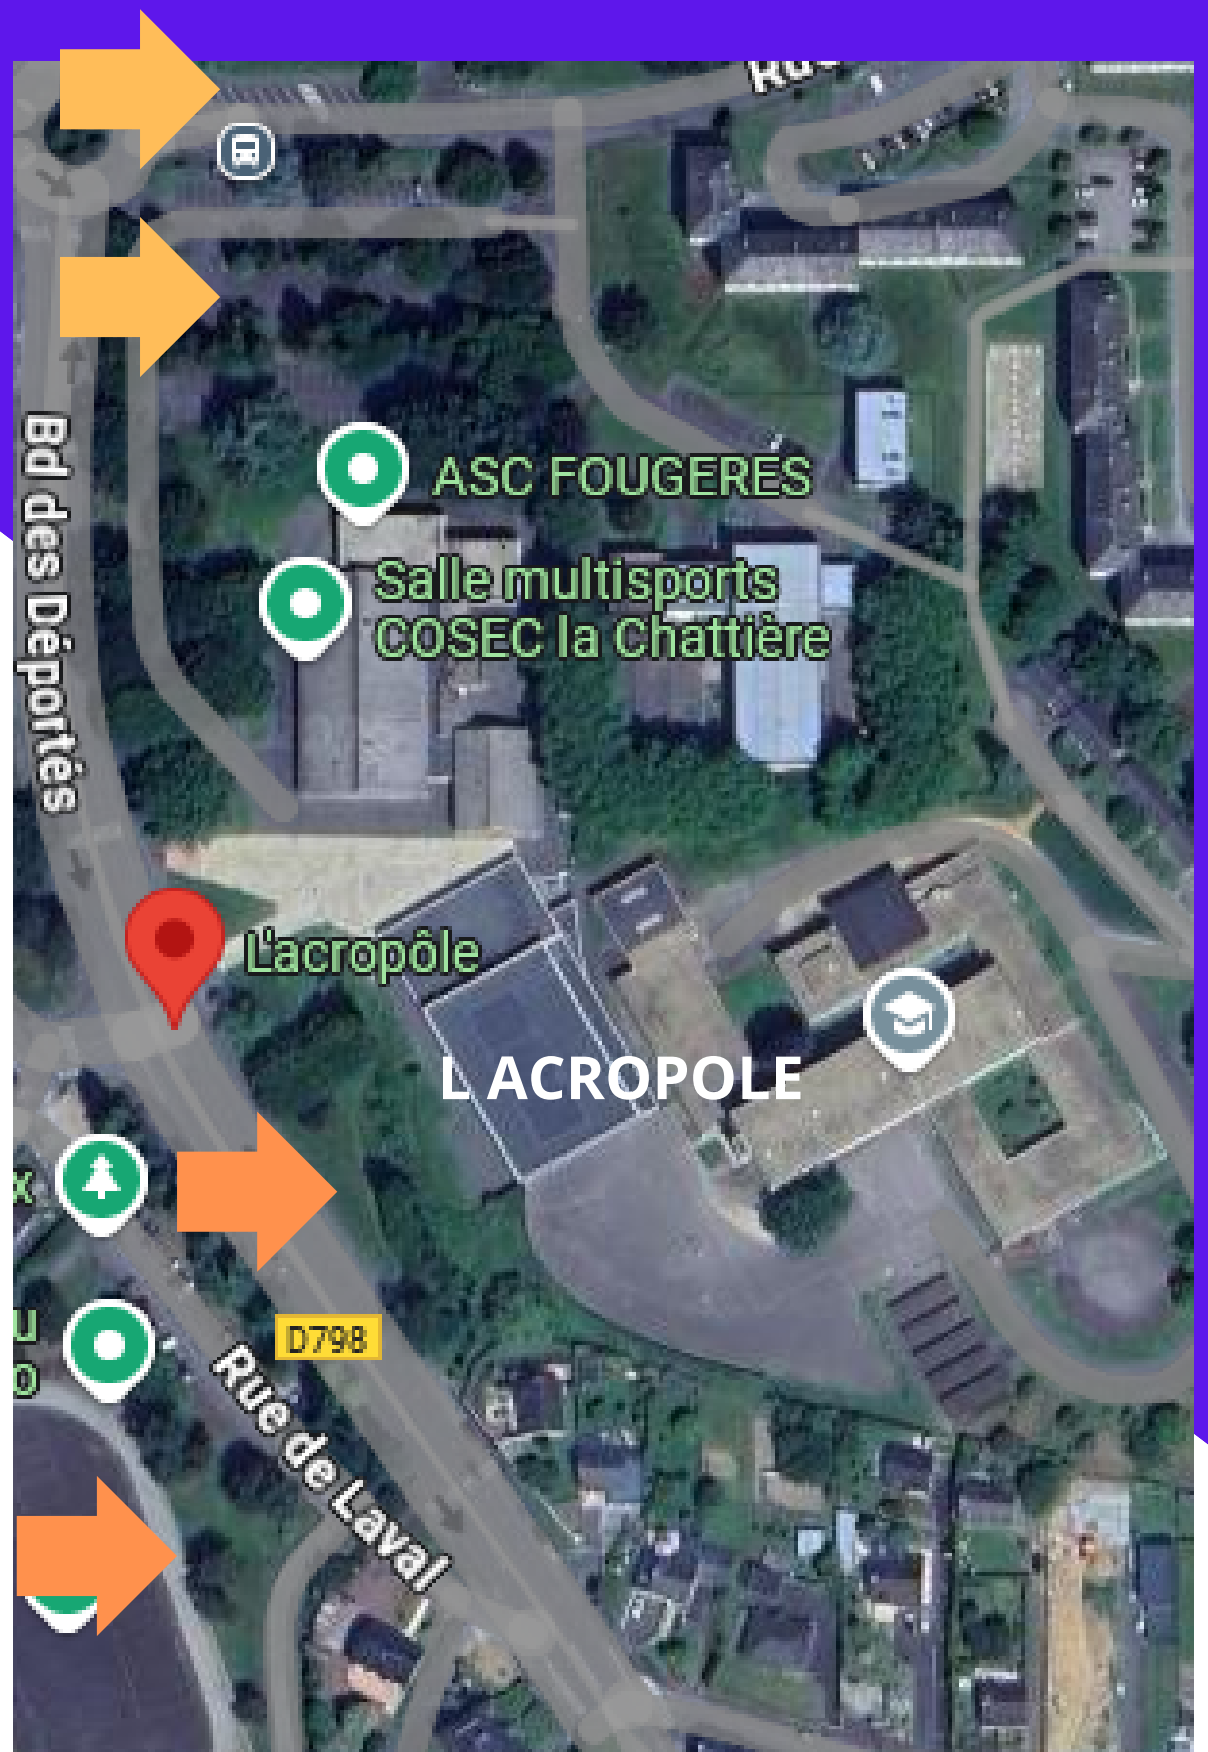 Bd des Déportés
ASC FOUGERES
Salle multisports
COSEC la Chattière
L'acropôle
L ACROPOLE
x
D798
u
o
Rue de Laval